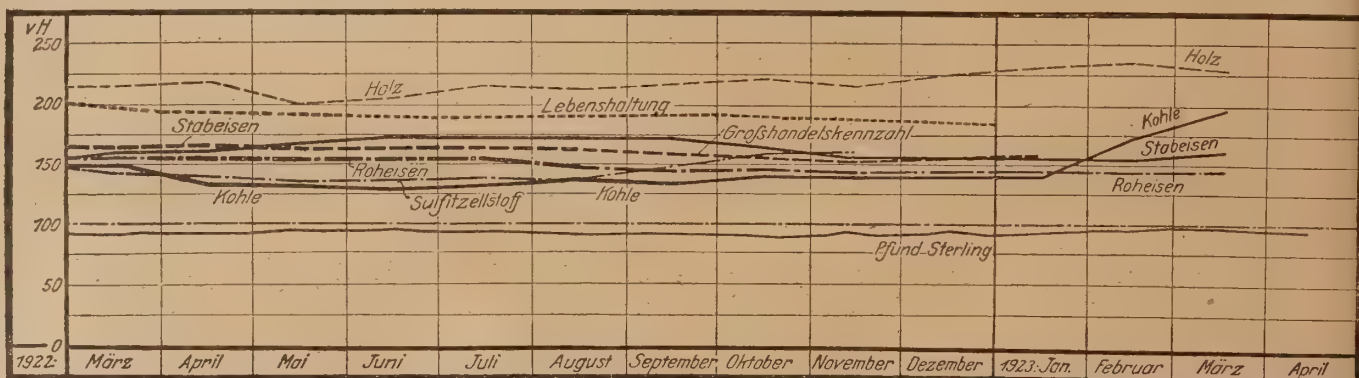 vH
250
200
150
100
50
0
Holz
Holz
Lebenshaltung
Stabeisen
Großhandelskennzahl
Kohle
Stabeisen
Roheisen
Roheisen
Kohle
Sulfitzellstoff
Kohle
Pfund Sterling
1922: März April Mai Juni Juli August September Oktober November Dezember 1923: Jan. Februar März April